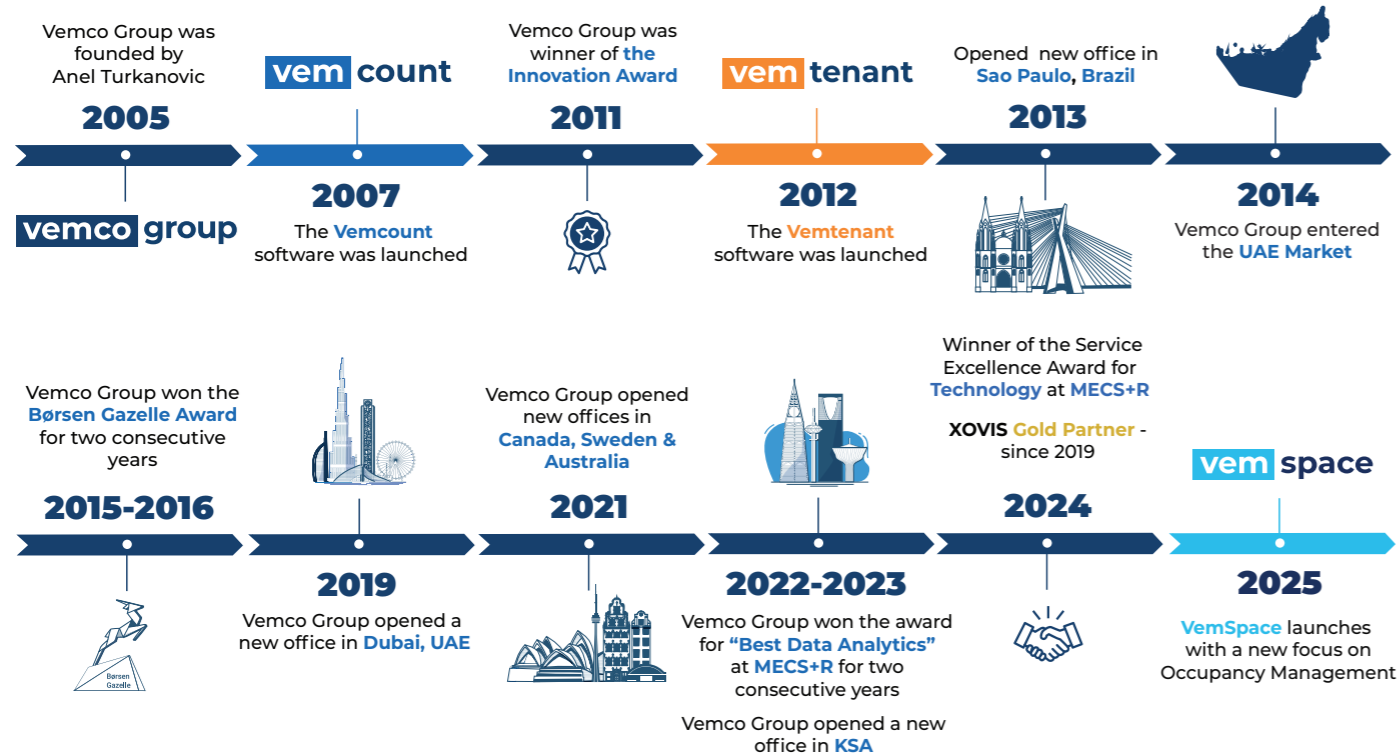 Vemco Group was
founded by
Anel Turkanovic
2005
vemco group
vem count
2007
The Vemcount
software was launched
Vemco Group was
winner of the
Innovation Award
2011
vem tenant
2012
The Vemtenant
software was launched
Opened new office in
Sao Paulo, Brazil
2013
2014
Vemco Group entered
the UAE Market
Vemco Group won the
Børsen Gazelle Award
for two consecutive
years
2015-2016
Børsen
Gazelle
2019
Vemco Group opened a
new office in Dubai, UAE
Vemco Group opened
new offices in
Canada, Sweden &
Australia
2021
2022-2023
Vemco Group won the award
for “Best Data Analytics”
at MECS+R for two
consecutive years
Vemco Group opened a new
office in KSA
Winner of the Service
Excellence Award for
Technology at MECS+R
XOVIS Gold Partner -
since 2019
2024
vem space
2025
VemSpace launches
with a new focus on
Occupancy Management